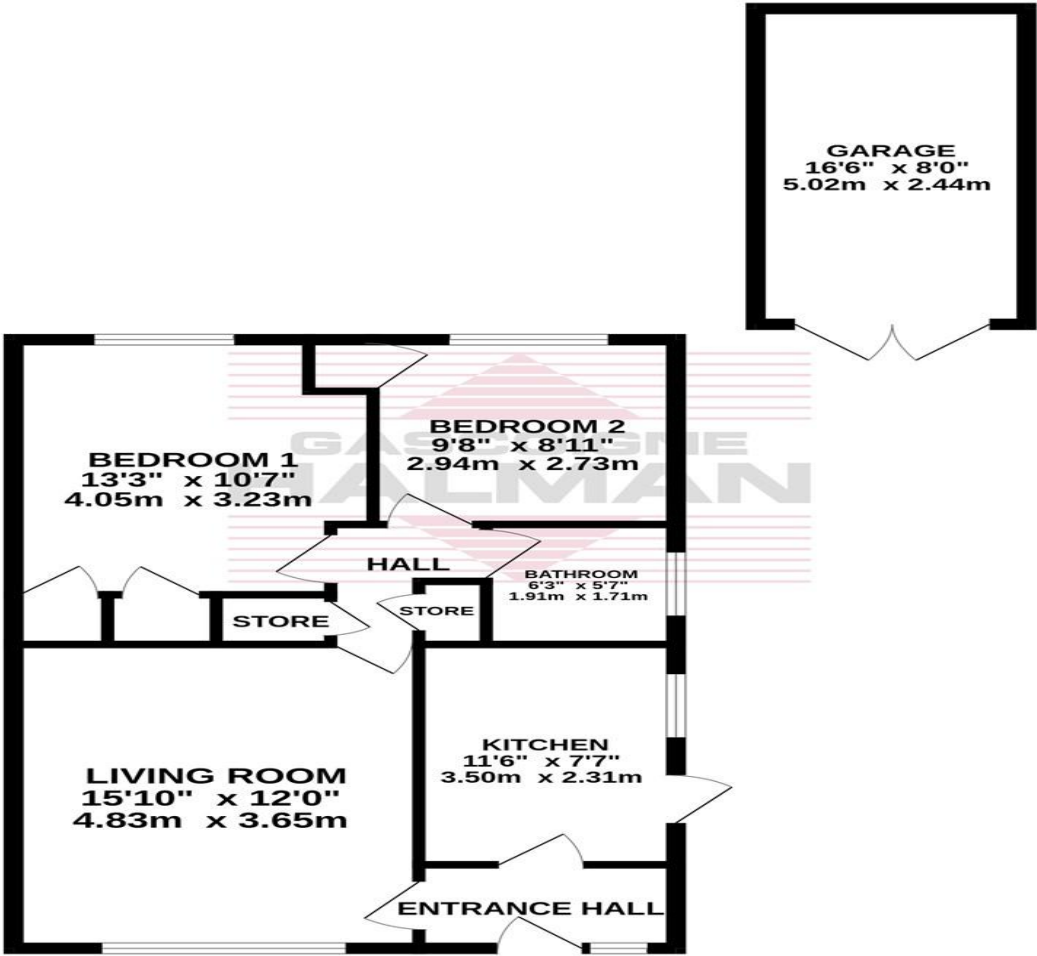 GARAGE
16'6" x 8'0"
5.02m x 2.44m
BEDROOM 2
9'8" x 8'11"
2.94m x 2.73m
GASCOIGNE
HALMAN
BEDROOM 1
13'3" x 10'7"
4.05m x 3.23m
HALL
BATHROOM
6'3" x 5'7"
1.91m x 1.71m
STORE
STORE
KITCHEN
11'6" x 7'7"
3.50m x 2.31m
LIVING ROOM
15'10" x 12'0"
4.83m x 3.65m
ENTRANCE HALL